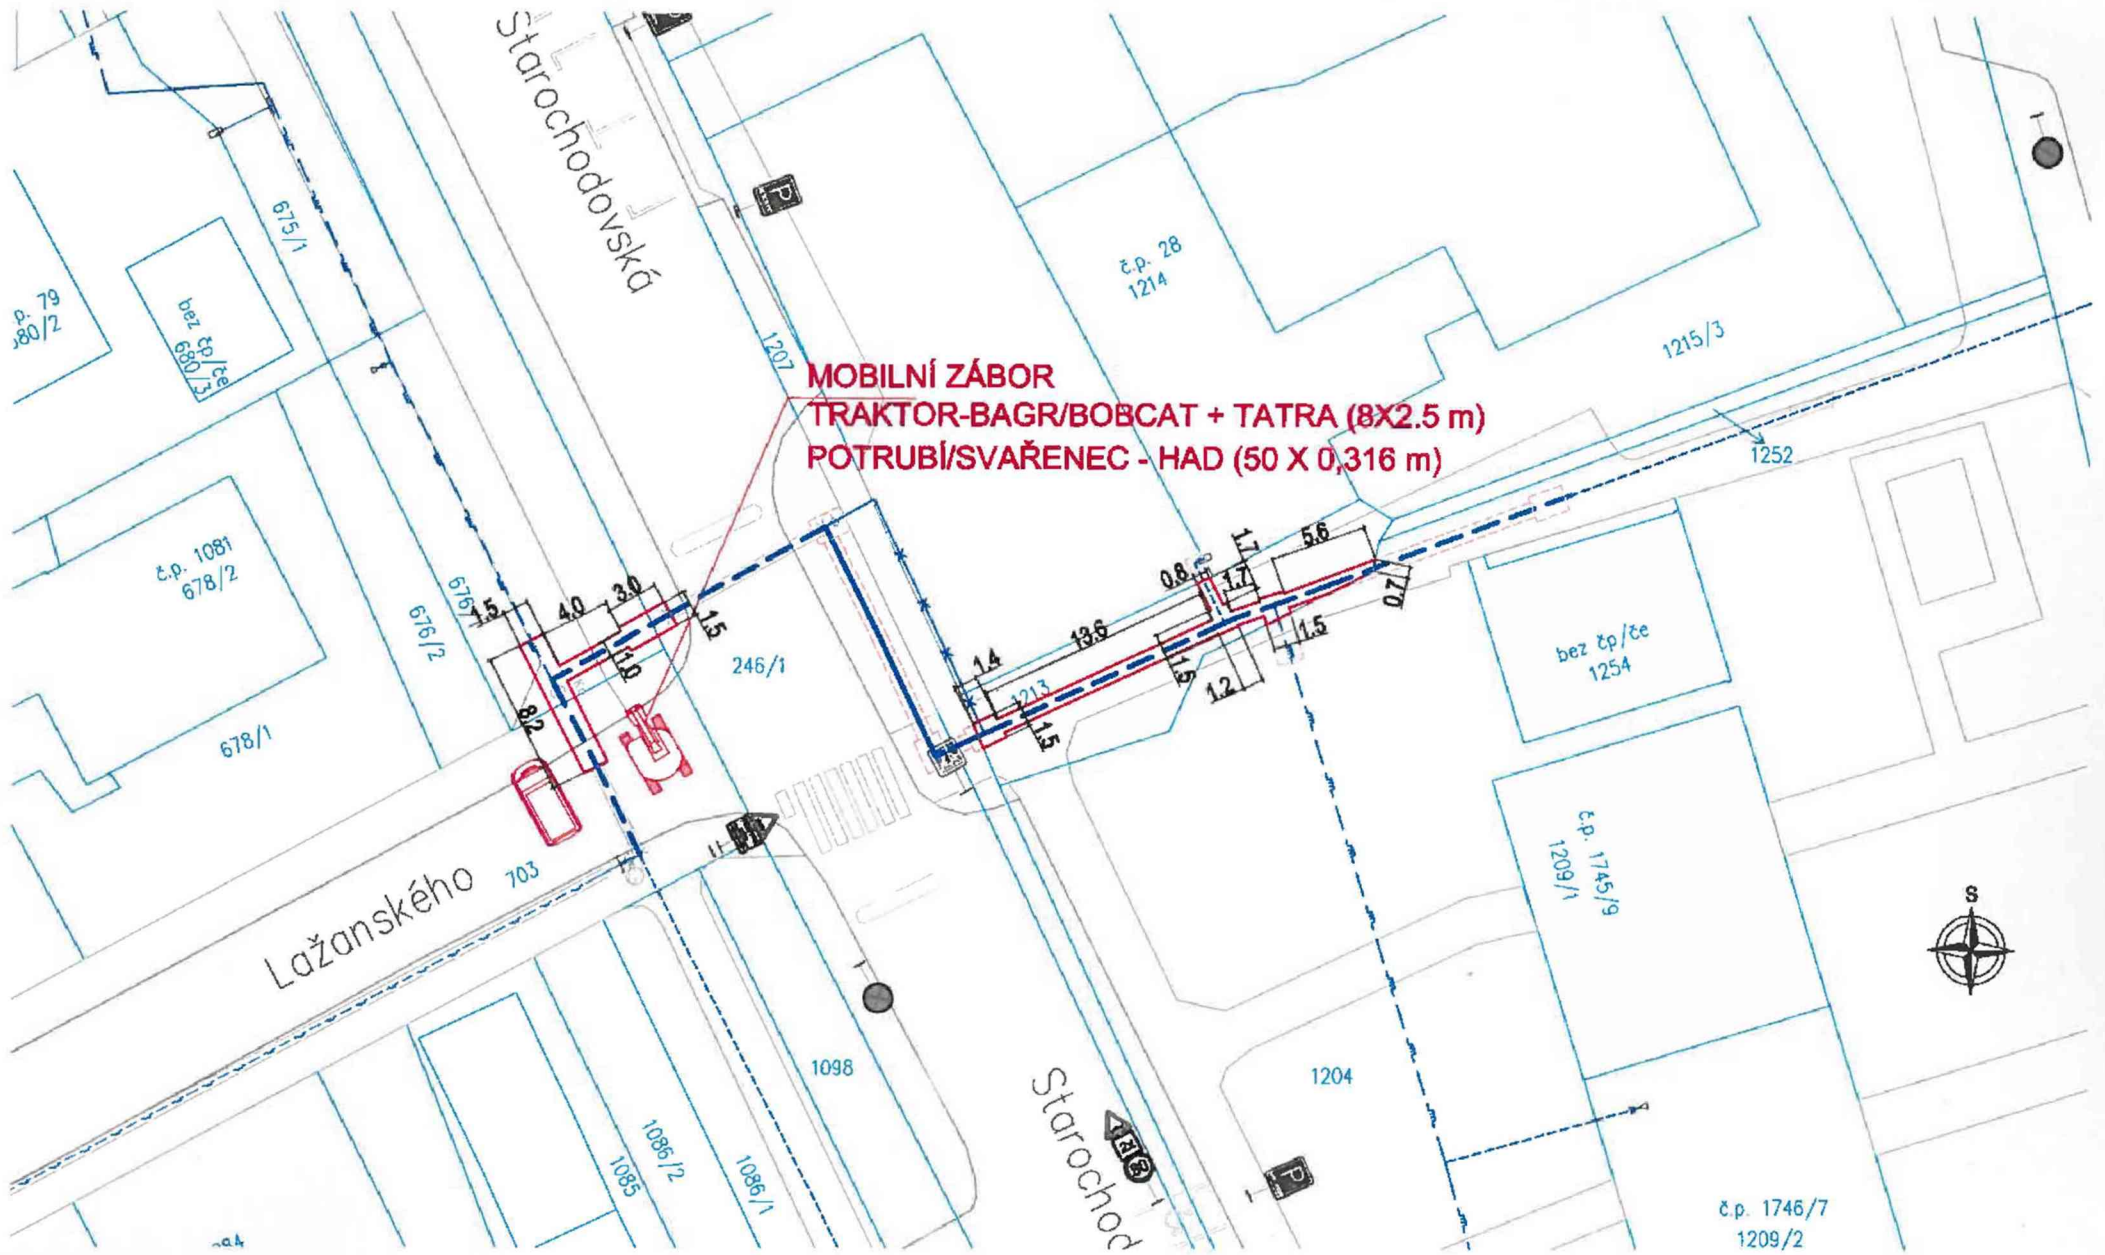 Starochodovská
675/1
č.p. 28
1214
p. 79
680/2
bez čp/če
680/3
1207
1215/3
MOBILNÍ ZÁBOR
TRAKTOR-BAGR/BOBCAT + TATRA (8X2.5 m)
POTRUBÍ/SVAŘENEC - HAD (50 X 0,316 m)
1252
č.p. 1081
678/2
676/2
1.5
4.0
3.0
1.5
1.0
8.2
246/1
0.8
1.7
1.7
5.6
0.7
1.5
13.6
1.4
1213
1.5
1.5
1.2
bez čp/če
1254
678/1
703
Lažanského
č.p. 1745/9
1209/1
S
1098
1204
Starochod
1086/2
1085
1086/1
P
P
č.p. 1746/7
1209/2